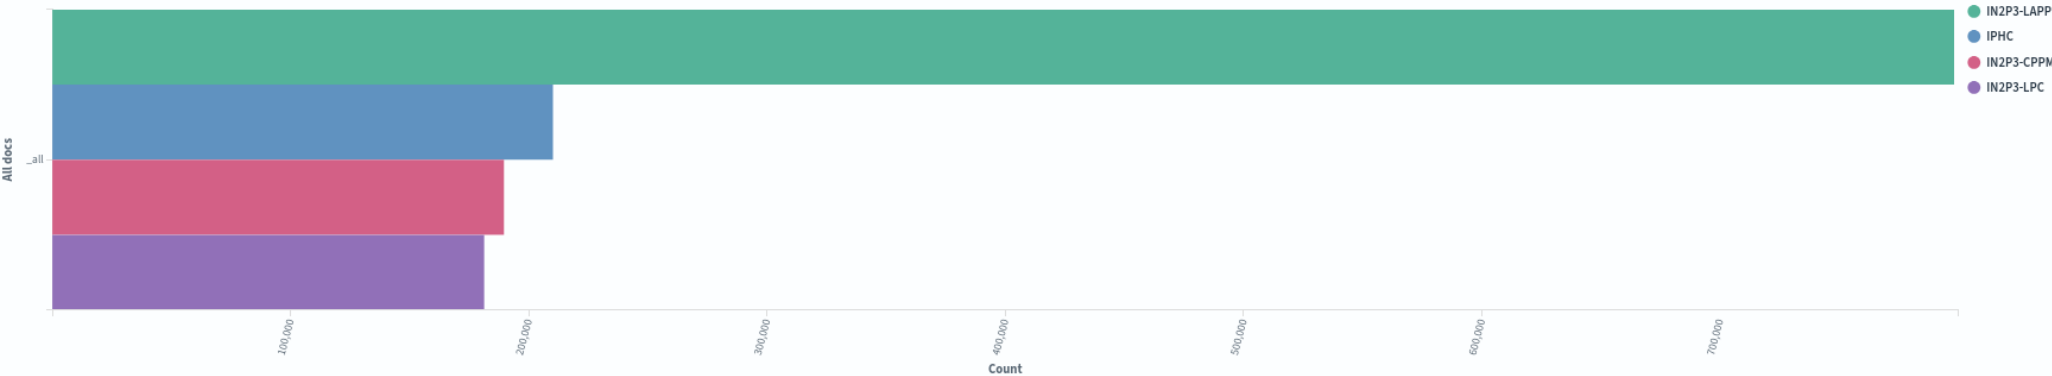 IN2P3-LAPP
IPHC
IN2P3-CPPM
IN2P3-LPC
All docs
_all
100,000
200,000
300,000
400,000
500,000
600,000
700,000
Count